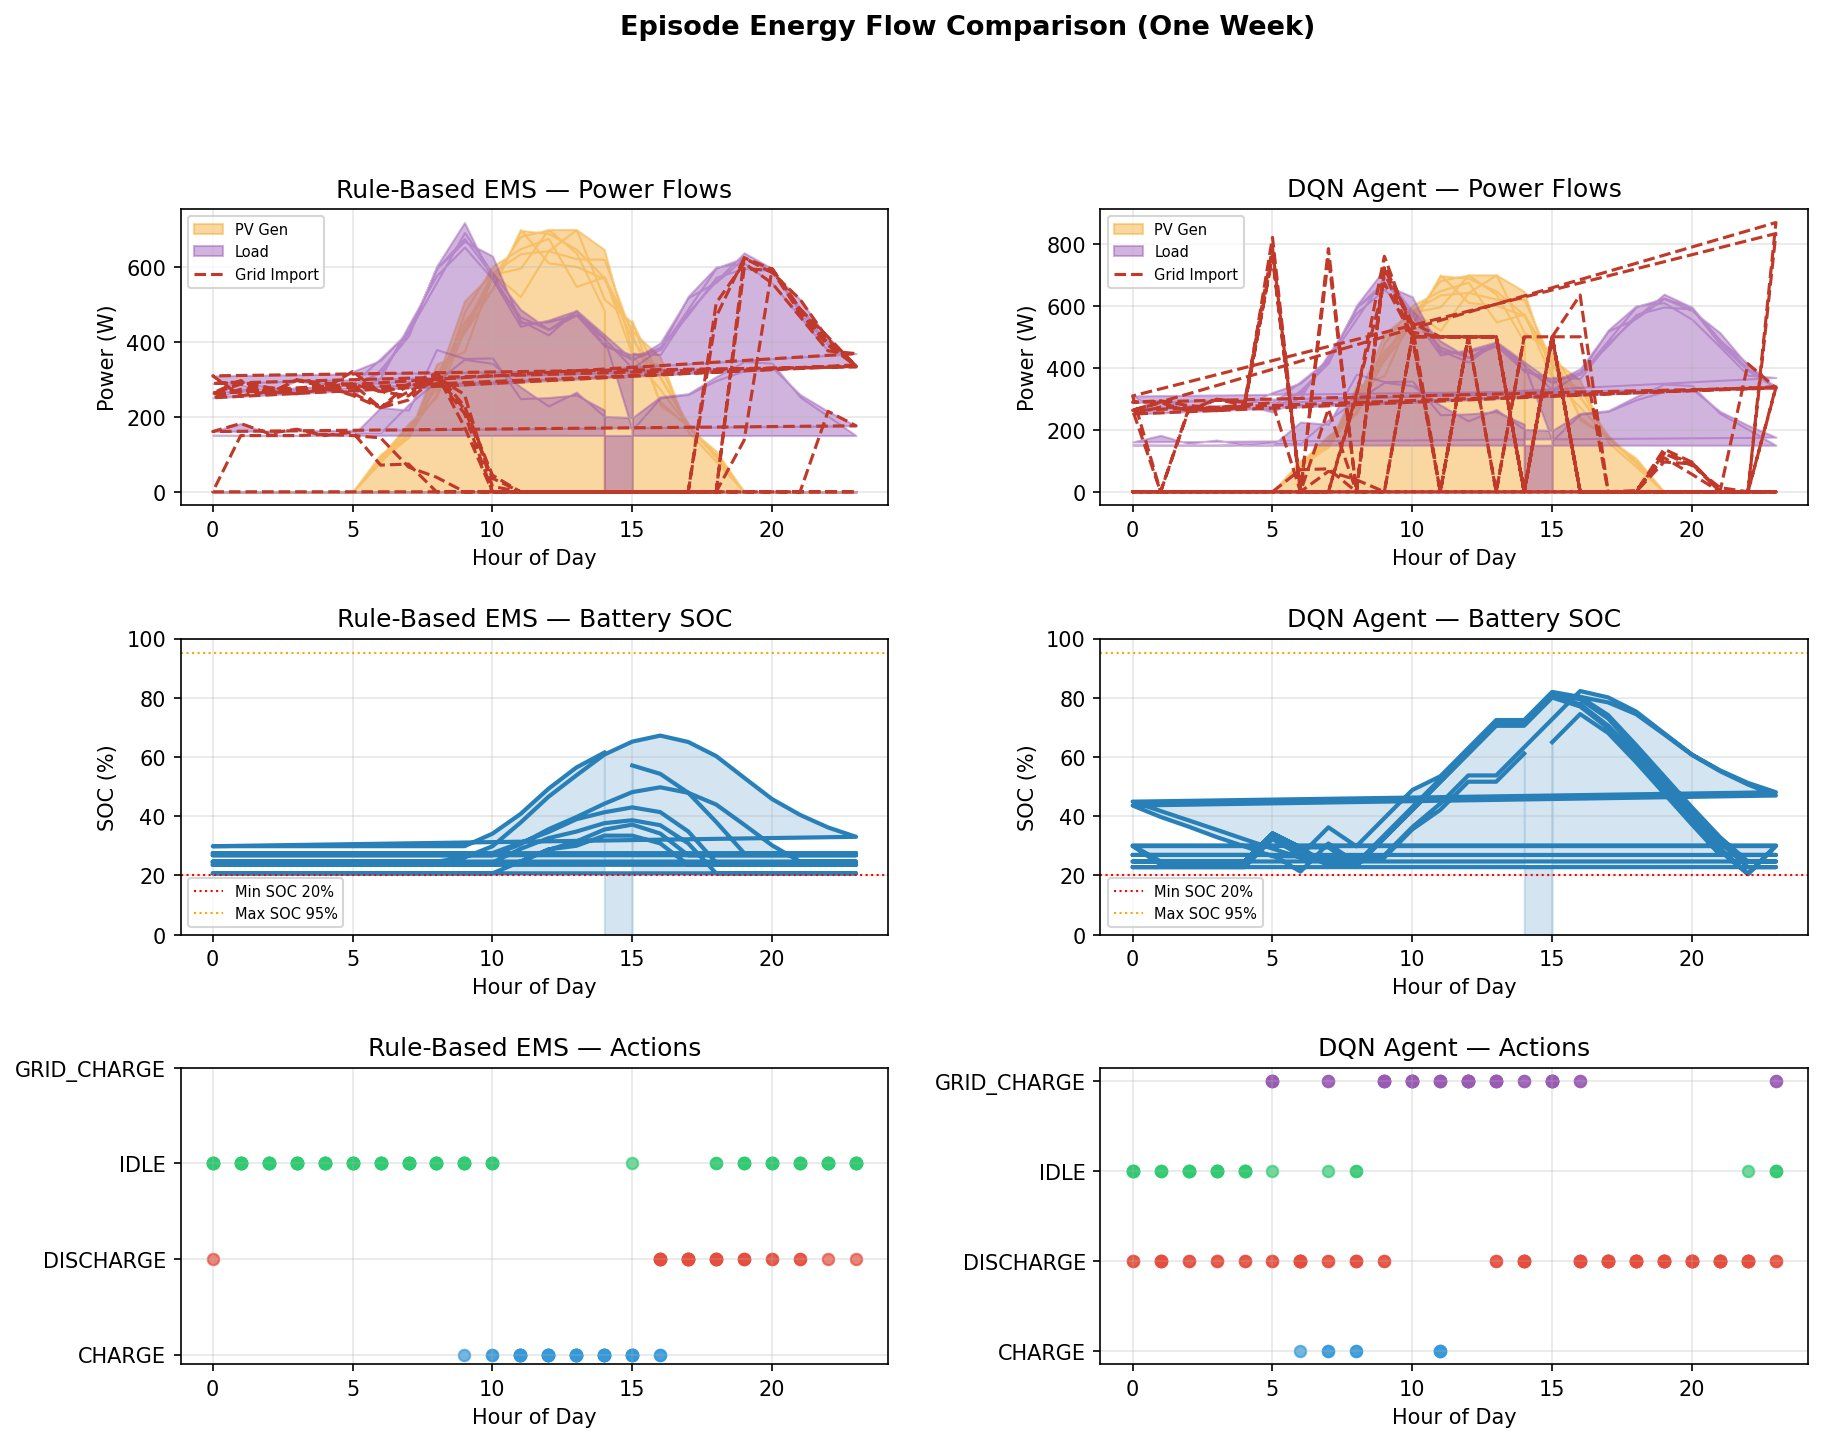 Episode Energy Flow Comparison (One Week)
Rule-Based EMS — Power Flows
Power (W)
600
400
200
0
PV Gen
Load
Grid Import
0 5 10 15 20
Hour of Day
DQN Agent — Power Flows
Power (W)
800
600
400
200
0
PV Gen
Load
Grid Import
0 5 10 15 20
Hour of Day
Rule-Based EMS — Battery SOC
SOC (%)
100
80
60
40
20
0
Min SOC 20%
Max SOC 95%
0 5 10 15 20
Hour of Day
DQN Agent — Battery SOC
SOC (%)
100
80
60
40
20
0
Min SOC 20%
Max SOC 95%
0 5 10 15 20
Hour of Day
Rule-Based EMS — Actions
GRID_CHARGE
IDLE
DISCHARGE
CHARGE
0 5 10 15 20
Hour of Day
DQN Agent — Actions
GRID_CHARGE
IDLE
DISCHARGE
CHARGE
0 5 10 15 20
Hour of Day